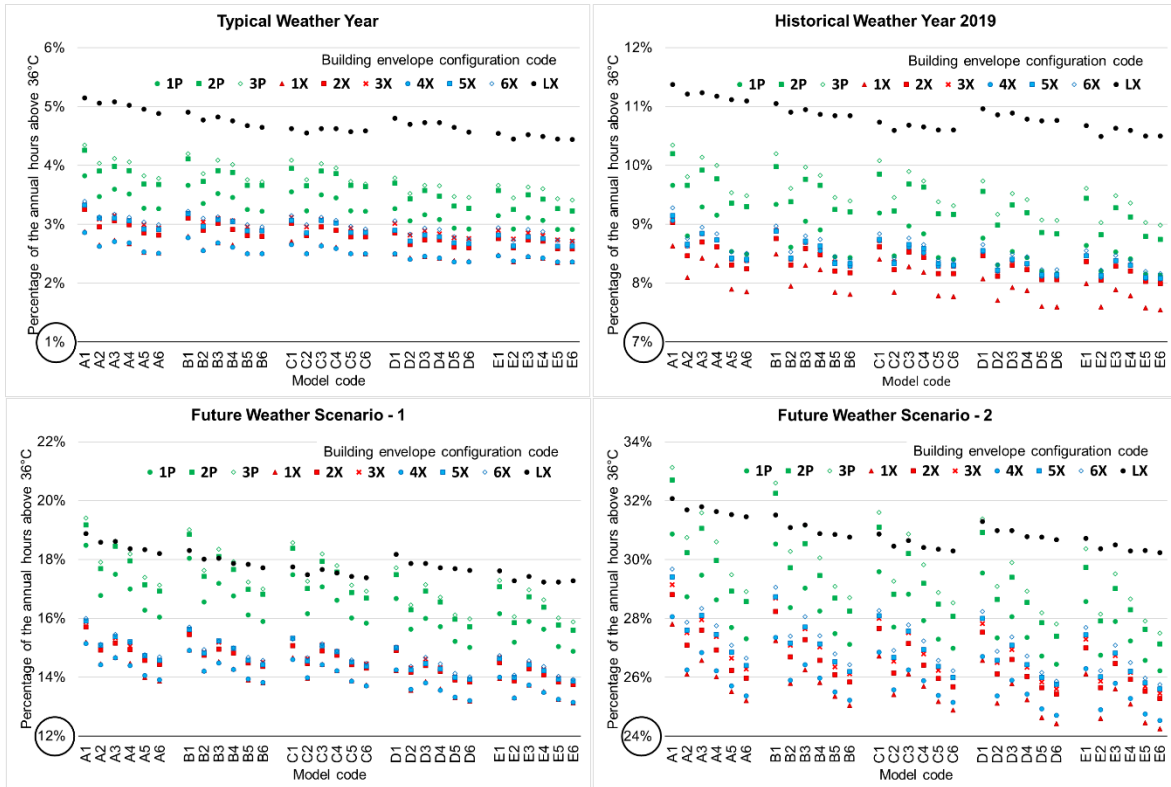 Typical Weather Year
Percentage of the annual hours above 36°C
6%
5%
4%
3%
2%
1%
Building envelope configuration code
1P 2P 3P 1X 2X 3X 4X 5X 6X LX
A1 A2 A3 A4 A5 A6 B1 B2 B3 B4 B5 B6 C1 C2 C3 C4 C5 C6 D1 D2 D3 D4 D5 D6 E1 E2 E3 E4 E5 E6
Model code
Historical Weather Year 2019
Percentage of the annual hours above 36°C
12%
11%
10%
9%
8%
7%
Building envelope configuration code
1P 2P 3P 1X 2X 3X 4X 5X 6X LX
A1 A2 A3 A4 A5 A6 B1 B2 B3 B4 B5 B6 C1 C2 C3 C4 C5 C6 D1 D2 D3 D4 D5 D6 E1 E2 E3 E4 E5 E6
Model code
Future Weather Scenario - 1
Percentage of the annual hours above 36°C
22%
20%
18%
16%
14%
12%
Building envelope configuration code
1P 2P 3P 1X 2X 3X 4X 5X 6X LX
A1 A2 A3 A4 A5 A6 B1 B2 B3 B4 B5 B6 C1 C2 C3 C4 C5 C6 D1 D2 D3 D4 D5 D6 E1 E2 E3 E4 E5 E6
Model code
Future Weather Scenario - 2
Percentage of the annual hours above 36°C
34%
32%
30%
28%
26%
24%
Building envelope configuration code
1P 2P 3P 1X 2X 3X 4X 5X 6X LX
A1 A2 A3 A4 A5 A6 B1 B2 B3 B4 B5 B6 C1 C2 C3 C4 C5 C6 D1 D2 D3 D4 D5 D6 E1 E2 E3 E4 E5 E6
Model code